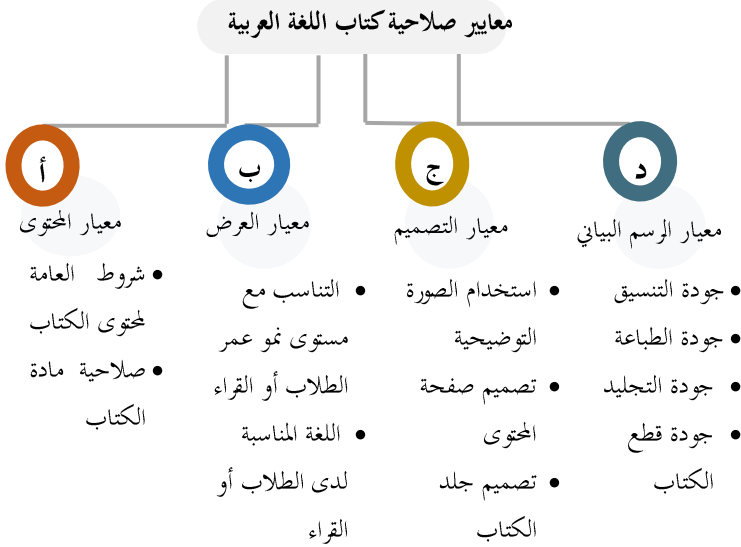 معايير صلاحية كتاب اللغة العربية
أ
معيار المحتوى
• شروط العامة
لمحتوى الكتاب
• صلاحية مادة
الكتاب
ب
معيار العرض
• التناسب مع
مستوى نمو عمر
الطلاب أو القراء
• اللغة المناسبة
لدى الطلاب أو
القراء
ج
معيار التصميم
• استخدام الصورة
التوضيحية
• تصميم صفحة
المحتوى
• تصميم جلد
الكتاب
د
معيار الرسم البياني
• جودة التنسيق
• جودة الطباعة
• جودة التجليد
• جودة قطع
الكتاب